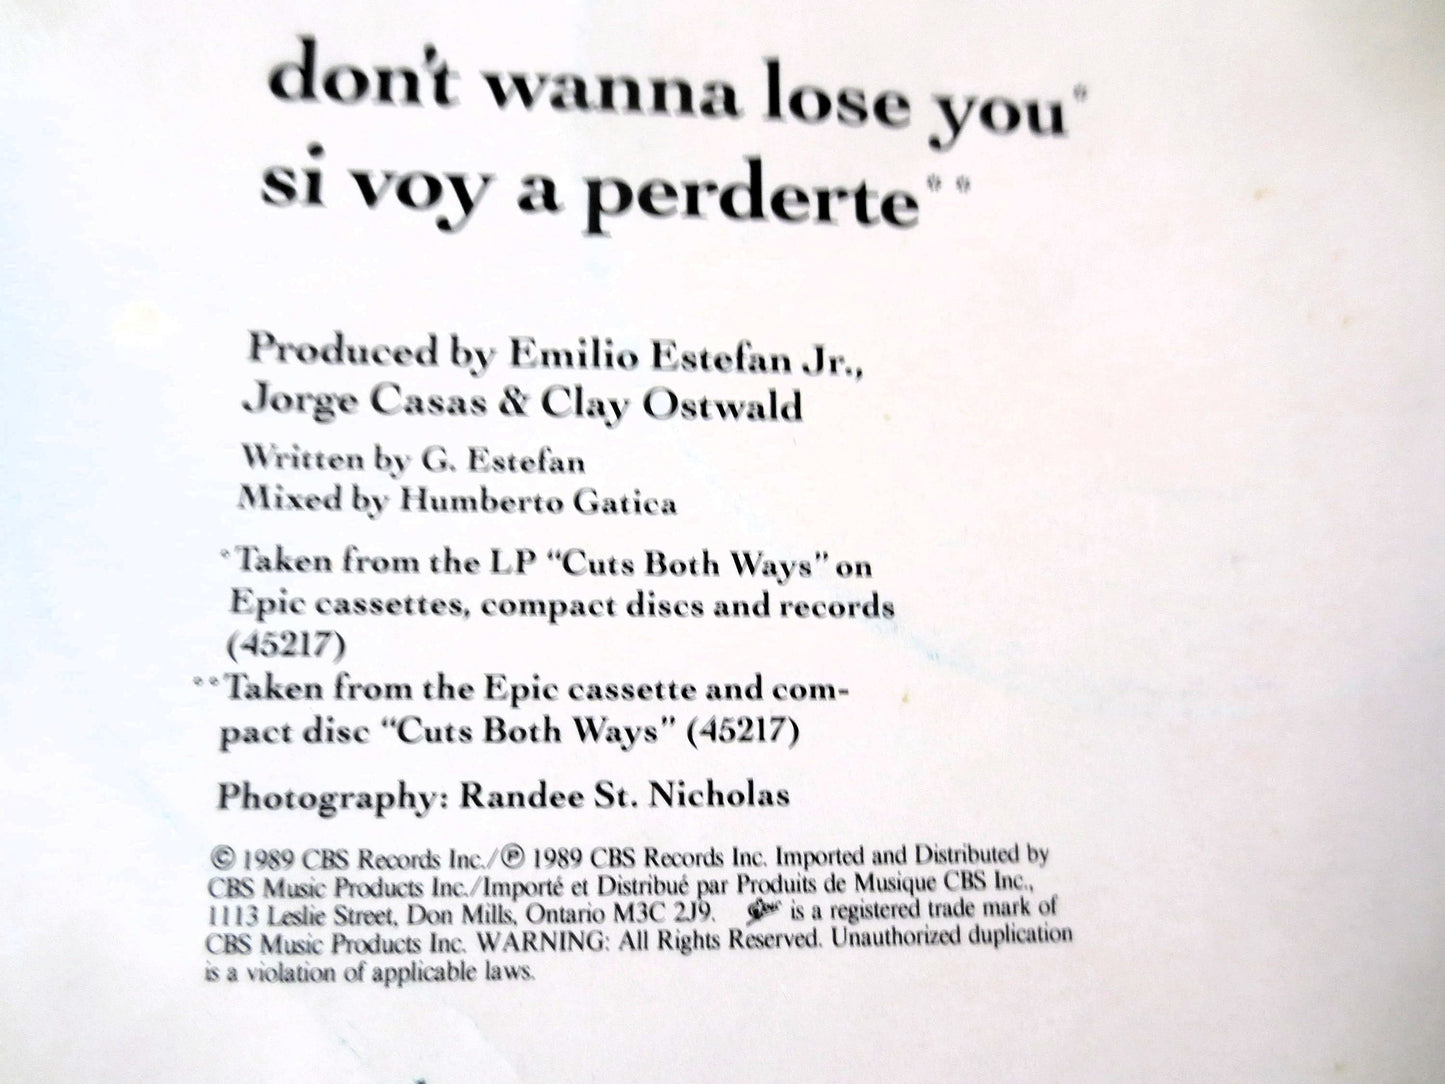 don't wanna lose you*
si voy a perderte**
Produced by Emilio Estefan Jr.,
Jorge Casas & Clay Ostwald
Written by G. Estefan
Mixed by Humberto Gatica
*Taken from the LP “Cuts Both Ways” on
Epic cassettes, compact discs and records
(45217)
**Taken from the Epic cassette and com-
pact disc “Cuts Both Ways” (45217)
Photography: Randee St. Nicholas
© 1989 CBS Records Inc./℗ 1989 CBS Records Inc. Imported and Distributed by
CBS Music Products Inc./Importé et Distribué par Produits de Musique CBS Inc.,
1113 Leslie Street, Don Mills, Ontario M3C 2J9. is a registered trade mark of
CBS Music Products Inc. WARNING: All Rights Reserved. Unauthorized duplication
is a violation of applicable laws.